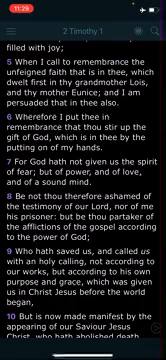 11:29
2 Timothy 1
filled with joy;
5 When I call to remembrance the
unfeigned faith that is in thee, which
dwelt first in thy grandmother Lois,
and thy mother Eunice; and I am
persuaded that in thee also.
6 Wherefore I put thee in
remembrance that thou stir up the
gift of God, which is in thee by the
putting on of my hands.
7 For God hath not given us the spirit
of fear; but of power, and of love,
and of a sound mind.
8 Be not thou therefore ashamed of
the testimony of our Lord, nor of me
his prisoner: but be thou partaker of
the afflictions of the gospel according
to the power of God;
9 Who hath saved us, and called us
with an holy calling, not according to
our works, but according to his own
purpose and grace, which was given
us in Christ Jesus before the world
began,
10 But is now made manifest by the
appearing of our Saviour Jesus
Christ, who hath abolished death